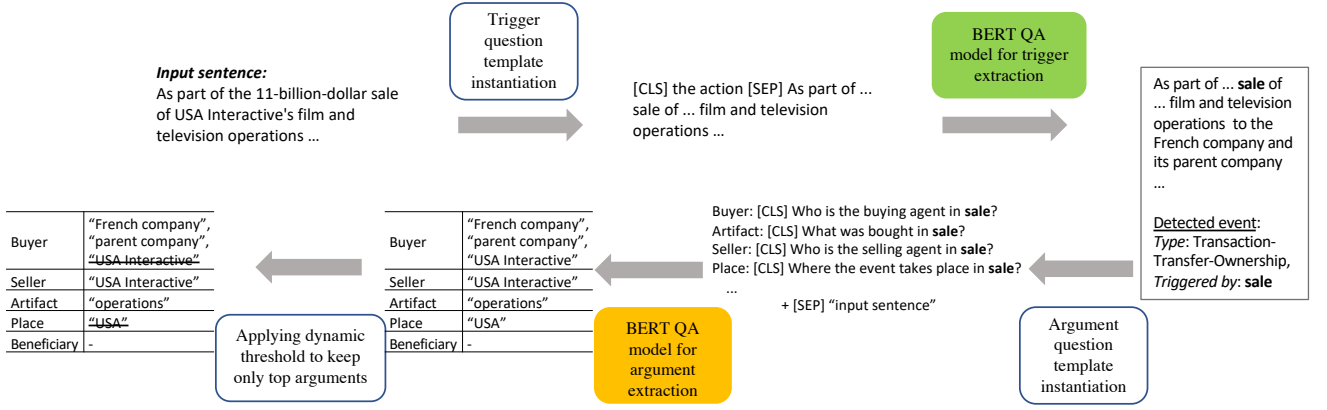 Input sentence:
As part of the 11-billion-dollar sale
of USA Interactive's film and
television operations ...
Trigger
question
template
instantiation
[CLS] the action [SEP] As part of ...
sale of ... film and television
operations ...
BERT QA
model for trigger
extraction
As part of ... sale of
... film and television
operations to the
French company and
its parent company
...
Detected event:
Type: Transaction-
Transfer-Ownership,
Triggered by: sale
Argument
question
template
instantiation
Buyer: [CLS] Who is the buying agent in sale?
Artifact: [CLS] What was bought in sale?
Seller: [CLS] Who is the selling agent in sale?
Place: [CLS] Where the event takes place in sale?
...
+ [SEP] “input sentence”
BERT QA
model for
argument
extraction
Buyer
“French company”,
“parent company”,
“USA Interactive”
Seller “USA Interactive”
Artifact “operations”
Place “USA”
Beneficiary -
Applying dynamic
threshold to keep
only top arguments
Buyer
“French company”,
“parent company”,
“USA Interactive”
Seller “USA Interactive”
Artifact “operations”
Place “USA”
Beneficiary -